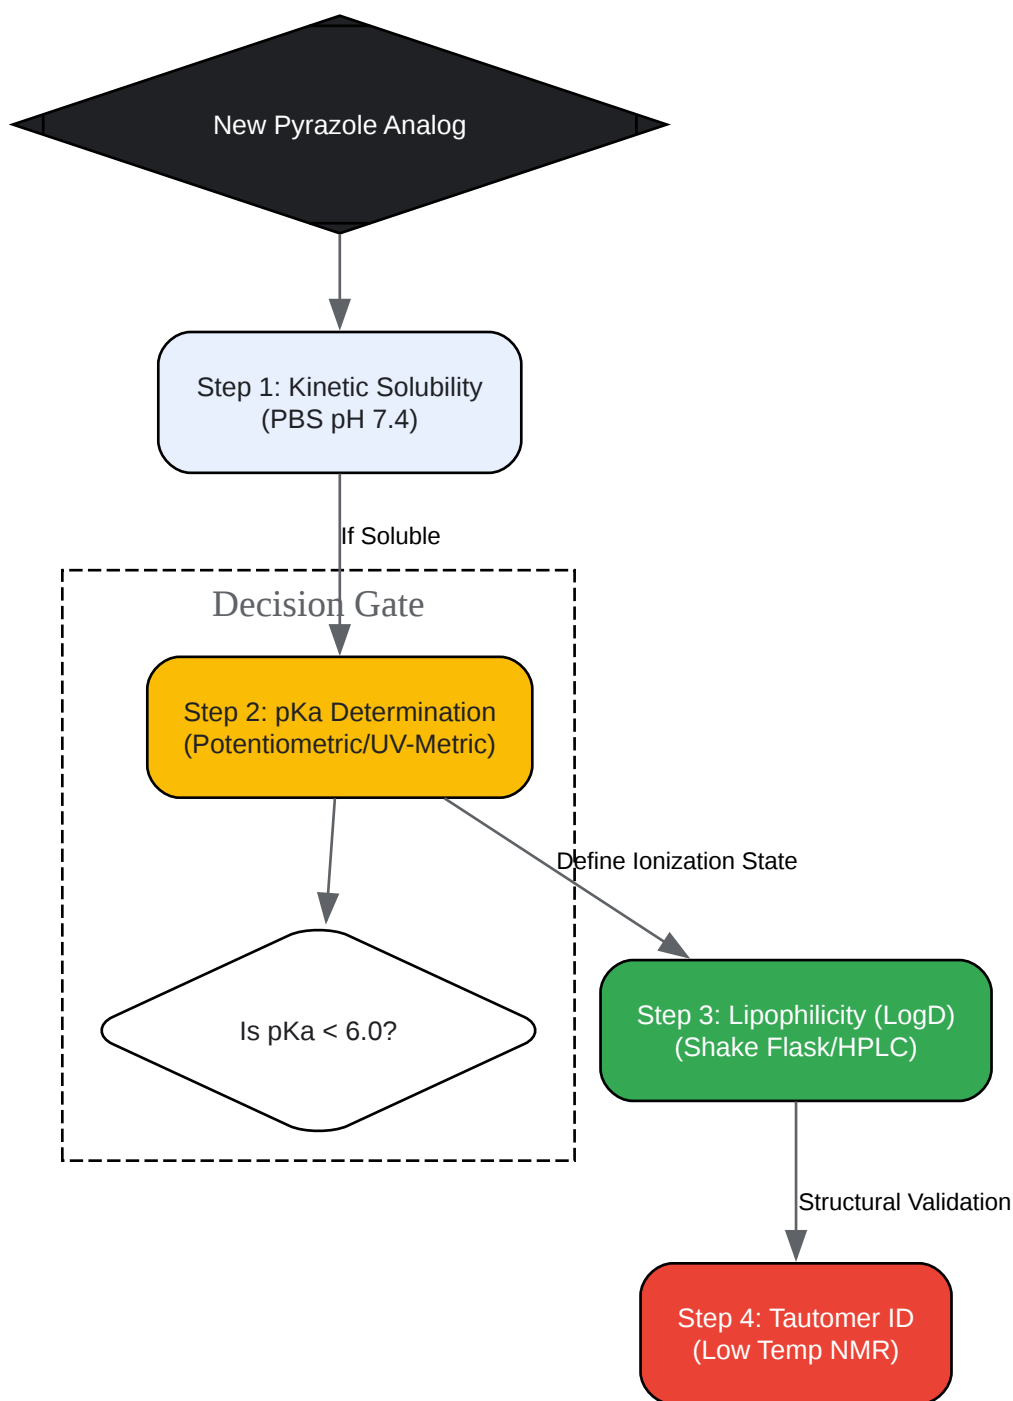 New Pyrazole Analog
Step 1: Kinetic Solubility
(PBS pH 7.4)
If Soluble
Decision Gate
Step 2: pKa Determination
(Potentiometric/UV-Metric)
Define Ionization State
Is pKa < 6.0?
Step 3: Lipophilicity (LogD)
(Shake Flask/HPLC)
Structural Validation
Step 4: Tautomer ID
(Low Temp NMR)